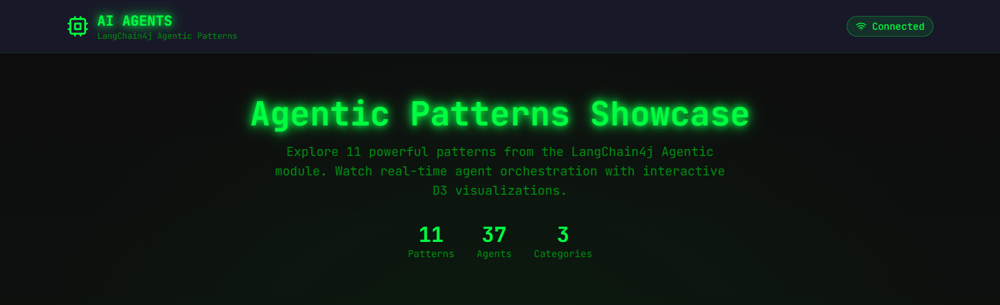 AI AGENTS
LangChain4j Agentic Patterns
Connected
Agentic Patterns Showcase
Explore 11 powerful patterns from the LangChain4j Agentic
module. Watch real-time agent orchestration with interactive
D3 visualizations.
11 37 3
Patterns Agents Categories